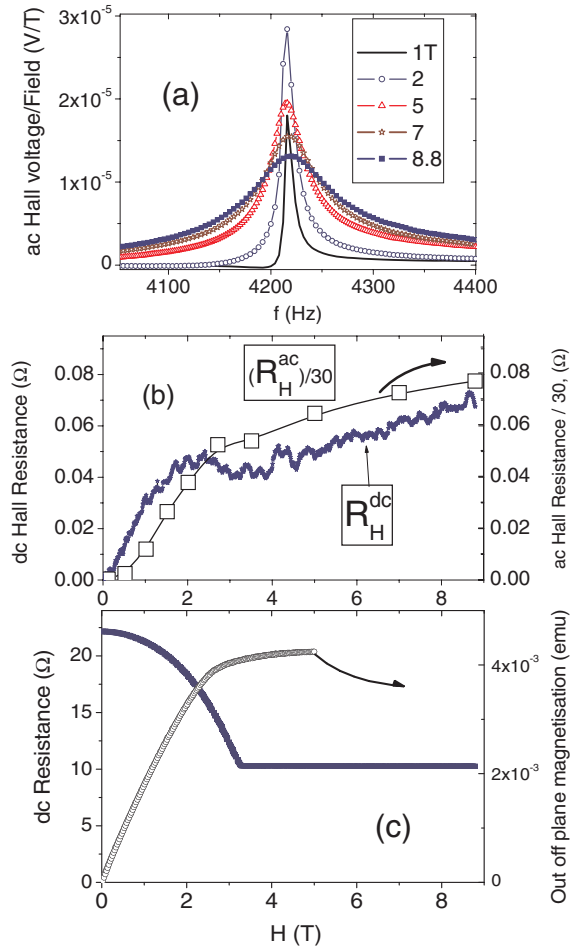 ac Hall voltage/Field (V/T)
3x10⁻⁵
2x10⁻⁵
1x10⁻⁵
0
(a)
1T
2
5
7
8.8
4100 4200 4300 4400
f (Hz)
dc Hall Resistance (Ω)
0.08
0.06
0.04
0.02
0.00
(b)
(R_H^ac)/30
R_H^dc
0.08
0.06
0.04
0.02
0.00
ac Hall Resistance / 30, (Ω)
0 2 4 6 8
dc Resistance (Ω)
20
15
10
5
0
(c)
4x10⁻³
2x10⁻³
0
Out off plane magnetisation (emu)
0 2 4 6 8
H (T)